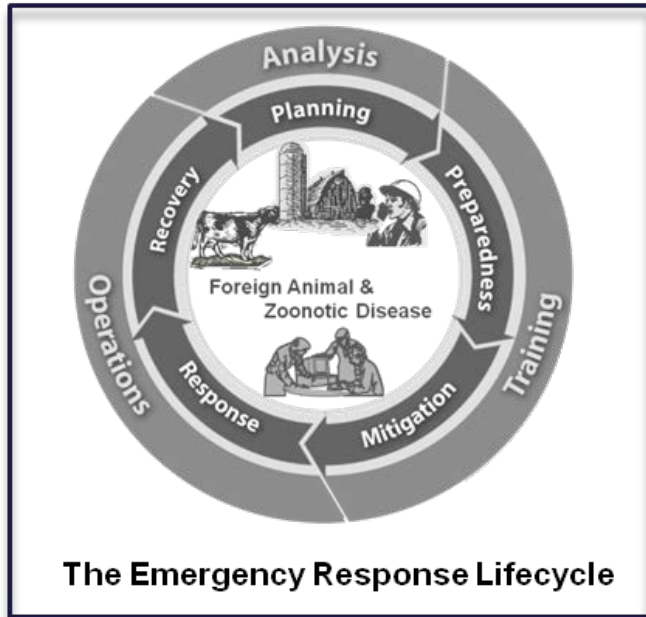 Analysis
Planning
Preparedness
Training
Mitigation
Response
Operations
Recovery
Foreign Animal &
Zoonotic Disease
The Emergency Response Lifecycle